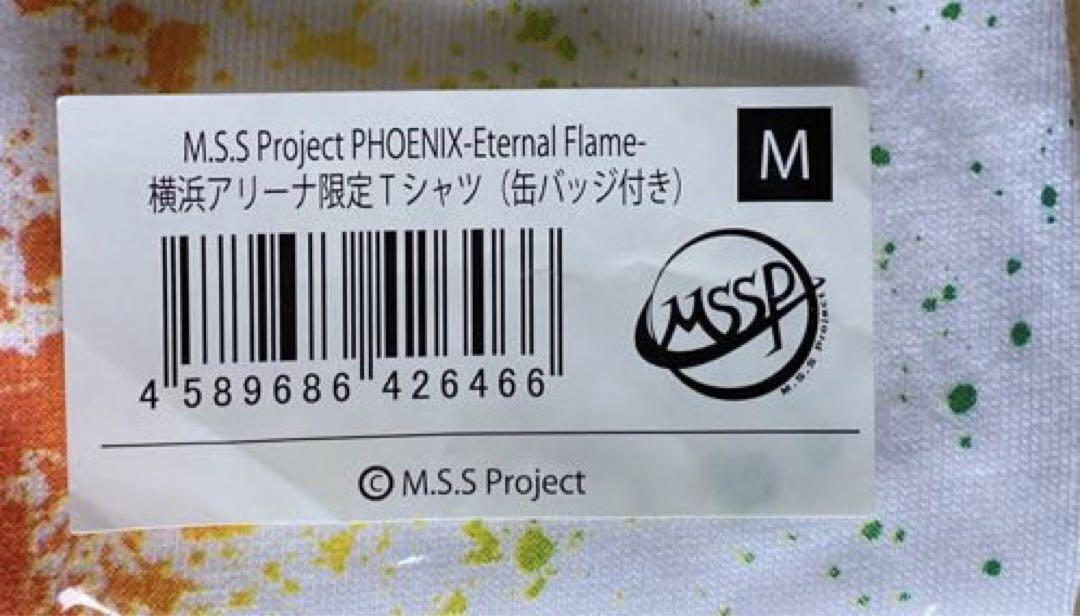 M.S.S Project PHOENIX-Eternal Flame-
横浜アリーナ限定Tシャツ（缶バッジ付き）
M
4 589686 426466
MSSP
M.S.S Project
© M.S.S Project